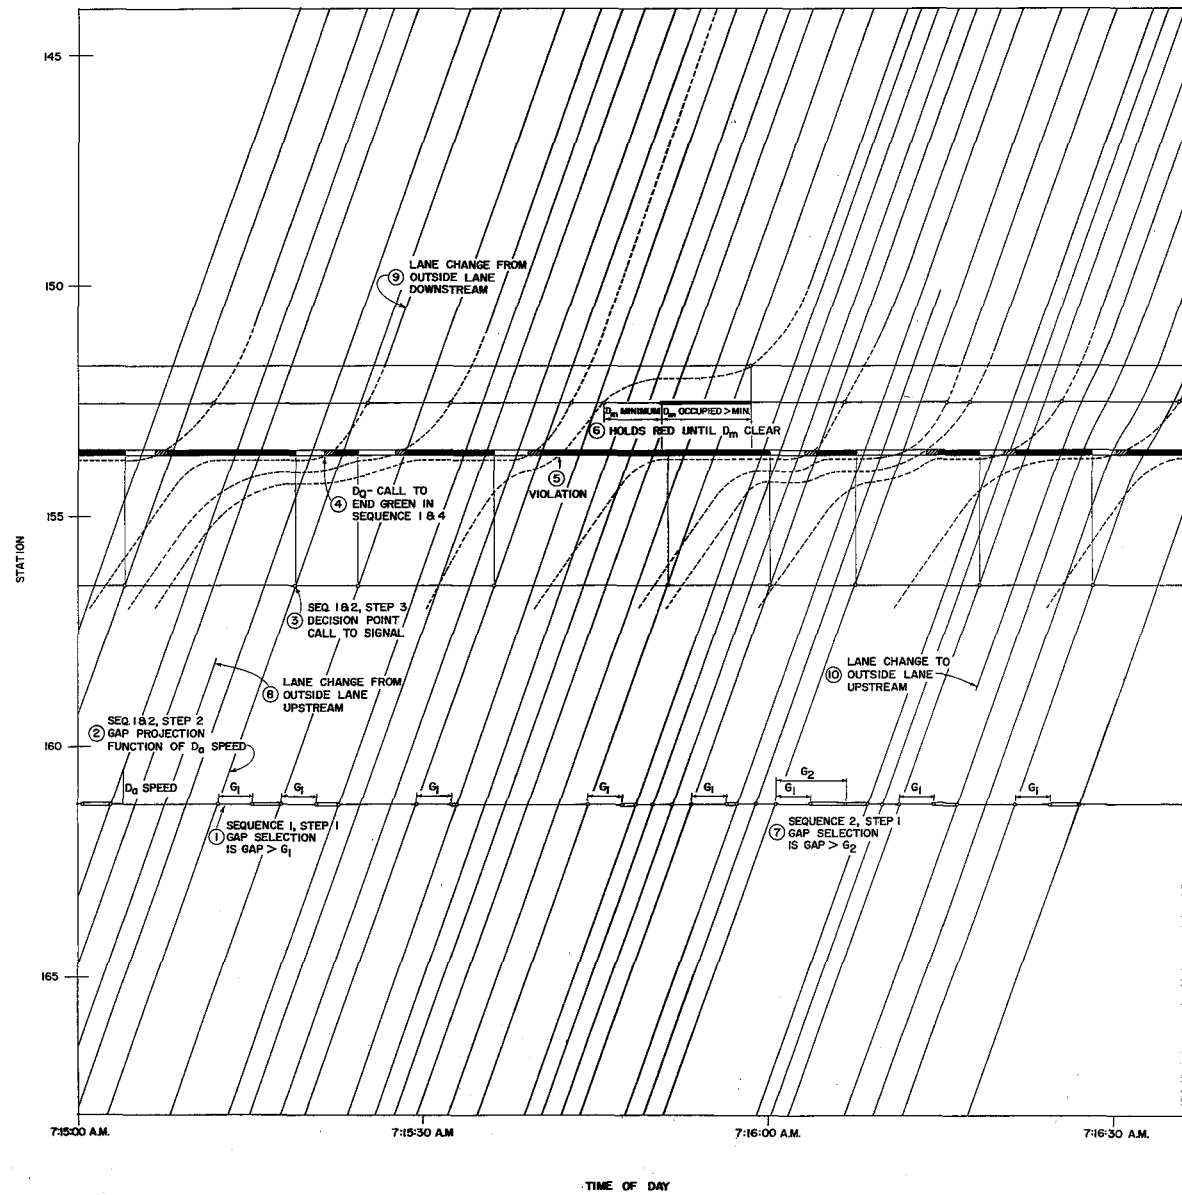 145
150
155
160
165
STATION
9 LANE CHANGE FROM
OUTSIDE LANE
DOWNSTREAM
Dm MINIMUM Dm OCCUPIED > MIN.
6 HOLDS RED UNTIL Dm CLEAR
5
VIOLATION
4 DQ- CALL TO
END GREEN IN
SEQUENCE 1 & 4
3 SEQ. 1 & 2, STEP 3
DECISION POINT
CALL TO SIGNAL
8 LANE CHANGE FROM
OUTSIDE LANE
UPSTREAM
10 LANE CHANGE TO
OUTSIDE LANE
UPSTREAM
2 SEQ. 1 & 2, STEP 2
GAP PROJECTION
FUNCTION OF Da SPEED
Da SPEED
G1 G1 G1 G1 G1 G2 G1 G1 G1
1 SEQUENCE 1, STEP 1
GAP SELECTION
IS GAP > G1
7 SEQUENCE 2, STEP 1
GAP SELECTION
IS GAP > G2
7:15:00 A.M. 7:15:30 A.M 7:16:00 A.M. 7:16:30 A.M.
TIME OF DAY